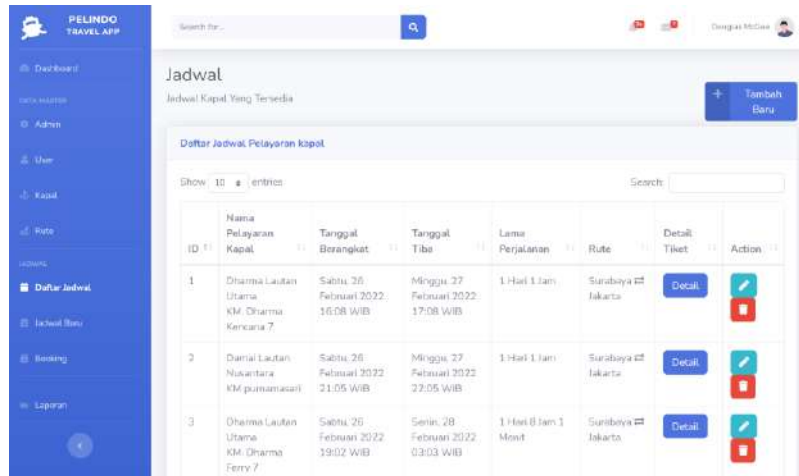 PELINDO
TRAVEL APP
Search for...
Douglas McGee
Dashboard
DATA MASTER
Admin
User
Kapal
Rute
JADWAL
Daftar Jadwal
Jadwal Baru
Booking
Laporan
Jadwal
Jadwal Kapal Yang Tersedia
Tambah
Baru
Daftar Jadwal Pelayaran kapal
Show 10 entries
Search:
ID
Nama
Pelayaran
Kapal
Tanggal
Berangkat
Tanggal
Tiba
Lama
Perjalanan
Rute
Detail
Tiket
Action
1
Dharma Lautan
Utama
KM. Dharma
Kencana 7
Sabtu, 26
Februari 2022
16:08 WIB
Minggu, 27
Februari 2022
17:08 WIB
1 Hari 1 Jam
Surabaya ⇄
Jakarta
Detail
2
Damai Lautan
Nusantara
KM purnamasari
Sabtu, 26
Februari 2022
21:05 WIB
Minggu, 27
Februari 2022
22:05 WIB
1 Hari 1 Jam
Surabaya ⇄
Jakarta
Detail
3
Dharma Lautan
Utama
KM. Dharma
Ferry 7
Sabtu, 26
Februari 2022
19:02 WIB
Senin, 28
Februari 2022
03:03 WIB
1 Hari 8 Jam 1
Menit
Surabaya ⇄
Jakarta
Detail